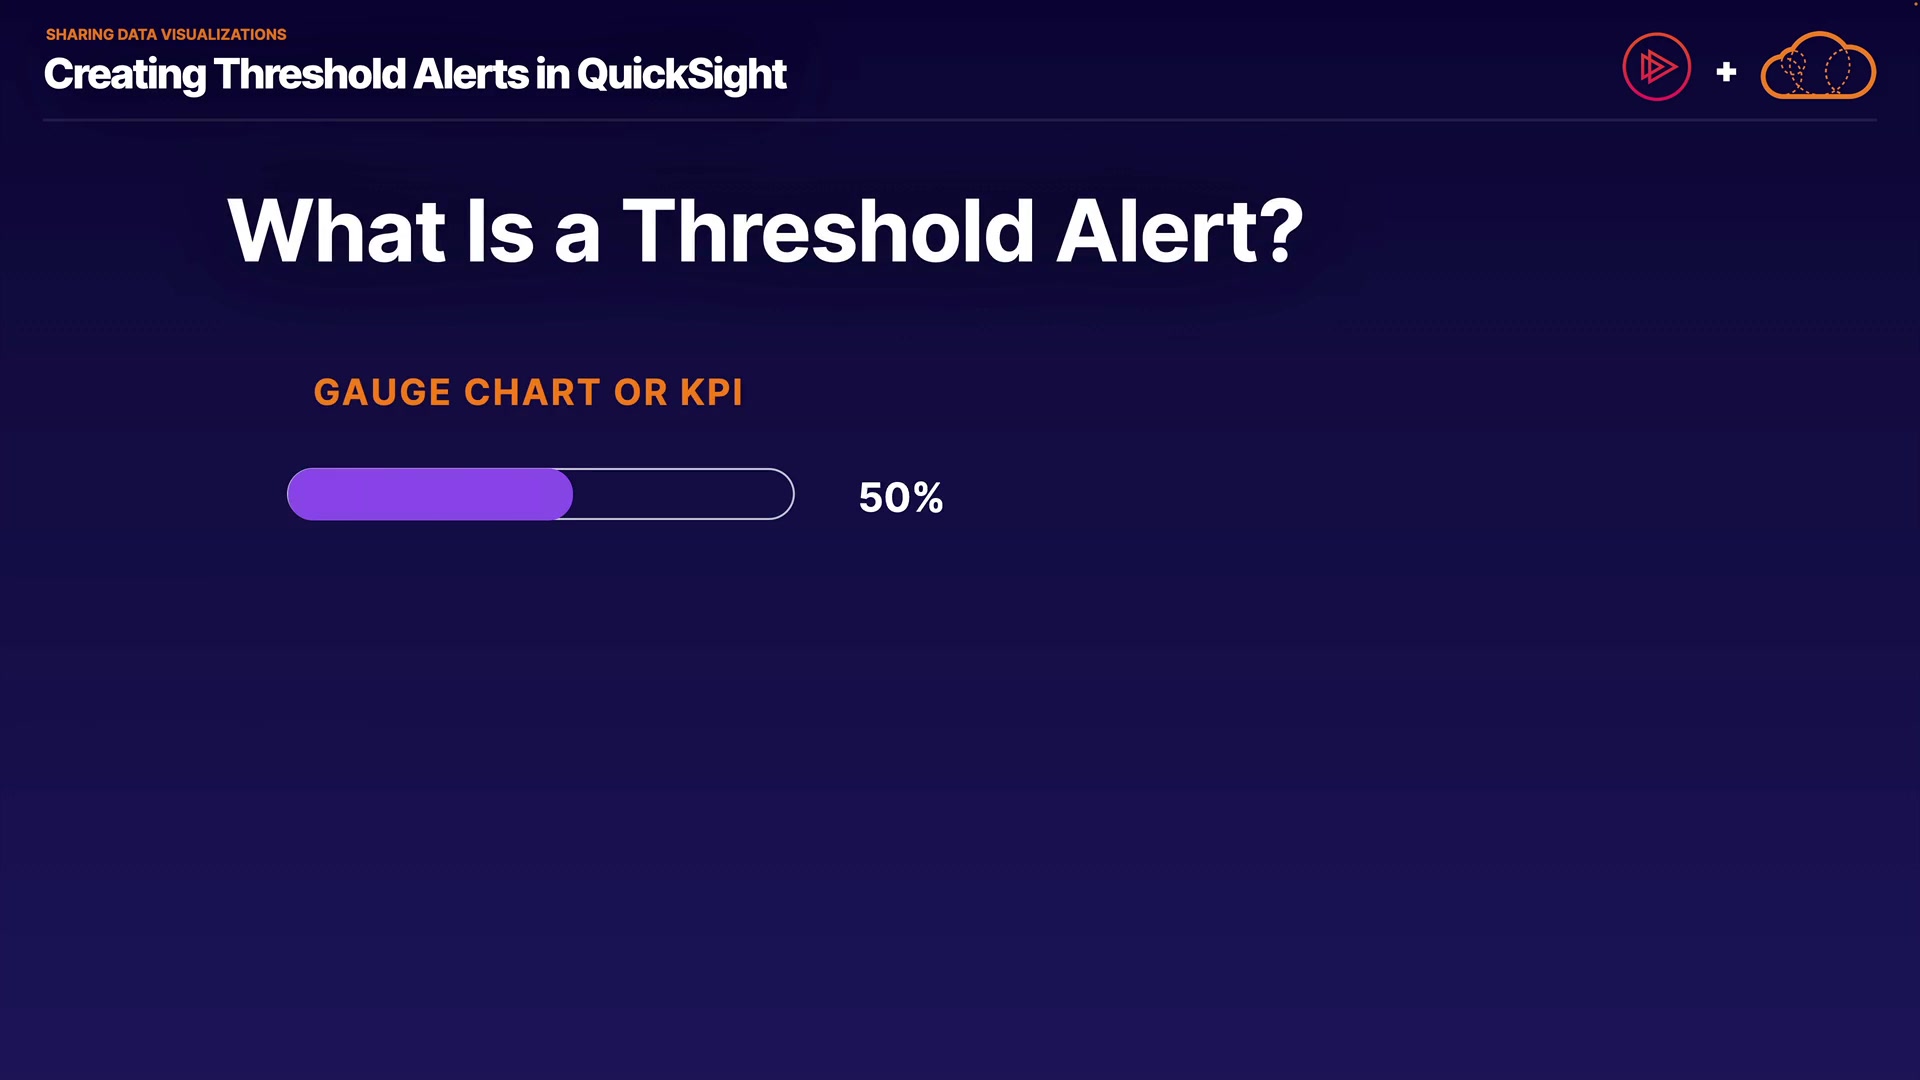 SHARING DATA VISUALIZATIONS
Creating Threshold Alerts in QuickSight
+
What Is a Threshold Alert?
GAUGE CHART OR KPI
50%